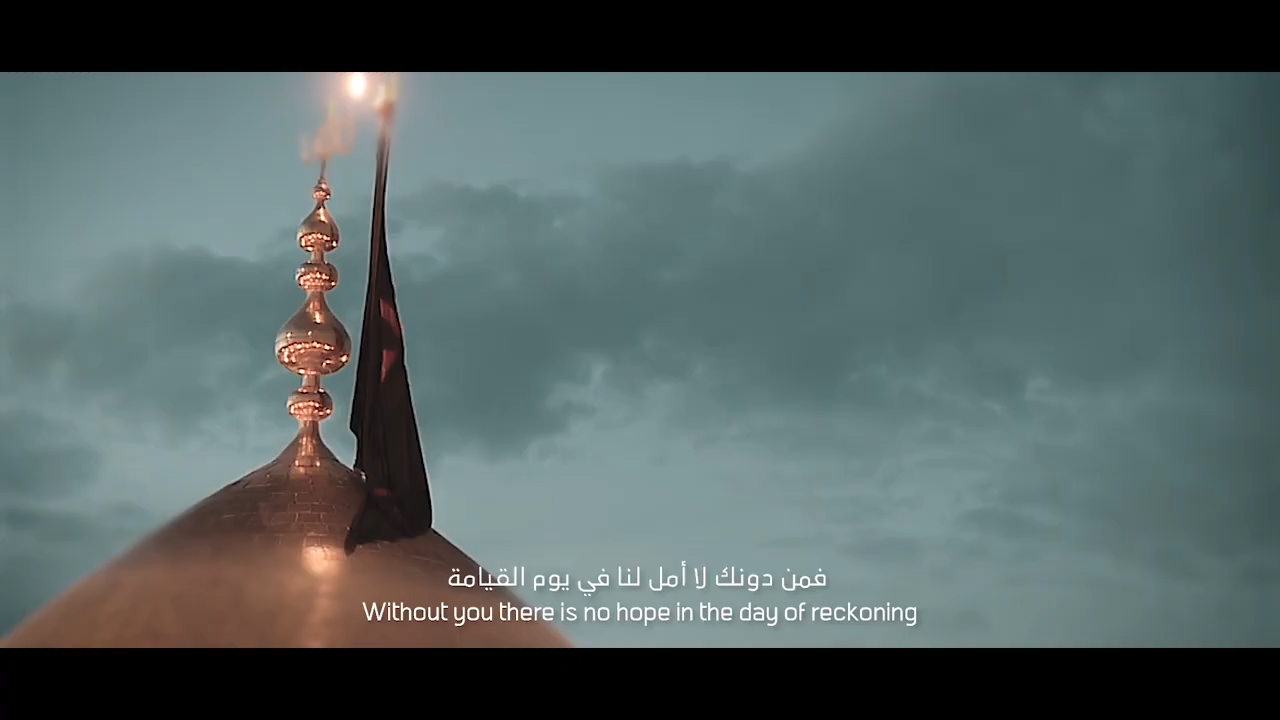 فمن دونك لا أمل لنا في يوم القيامة
Without you there is no hope in the day of reckoning